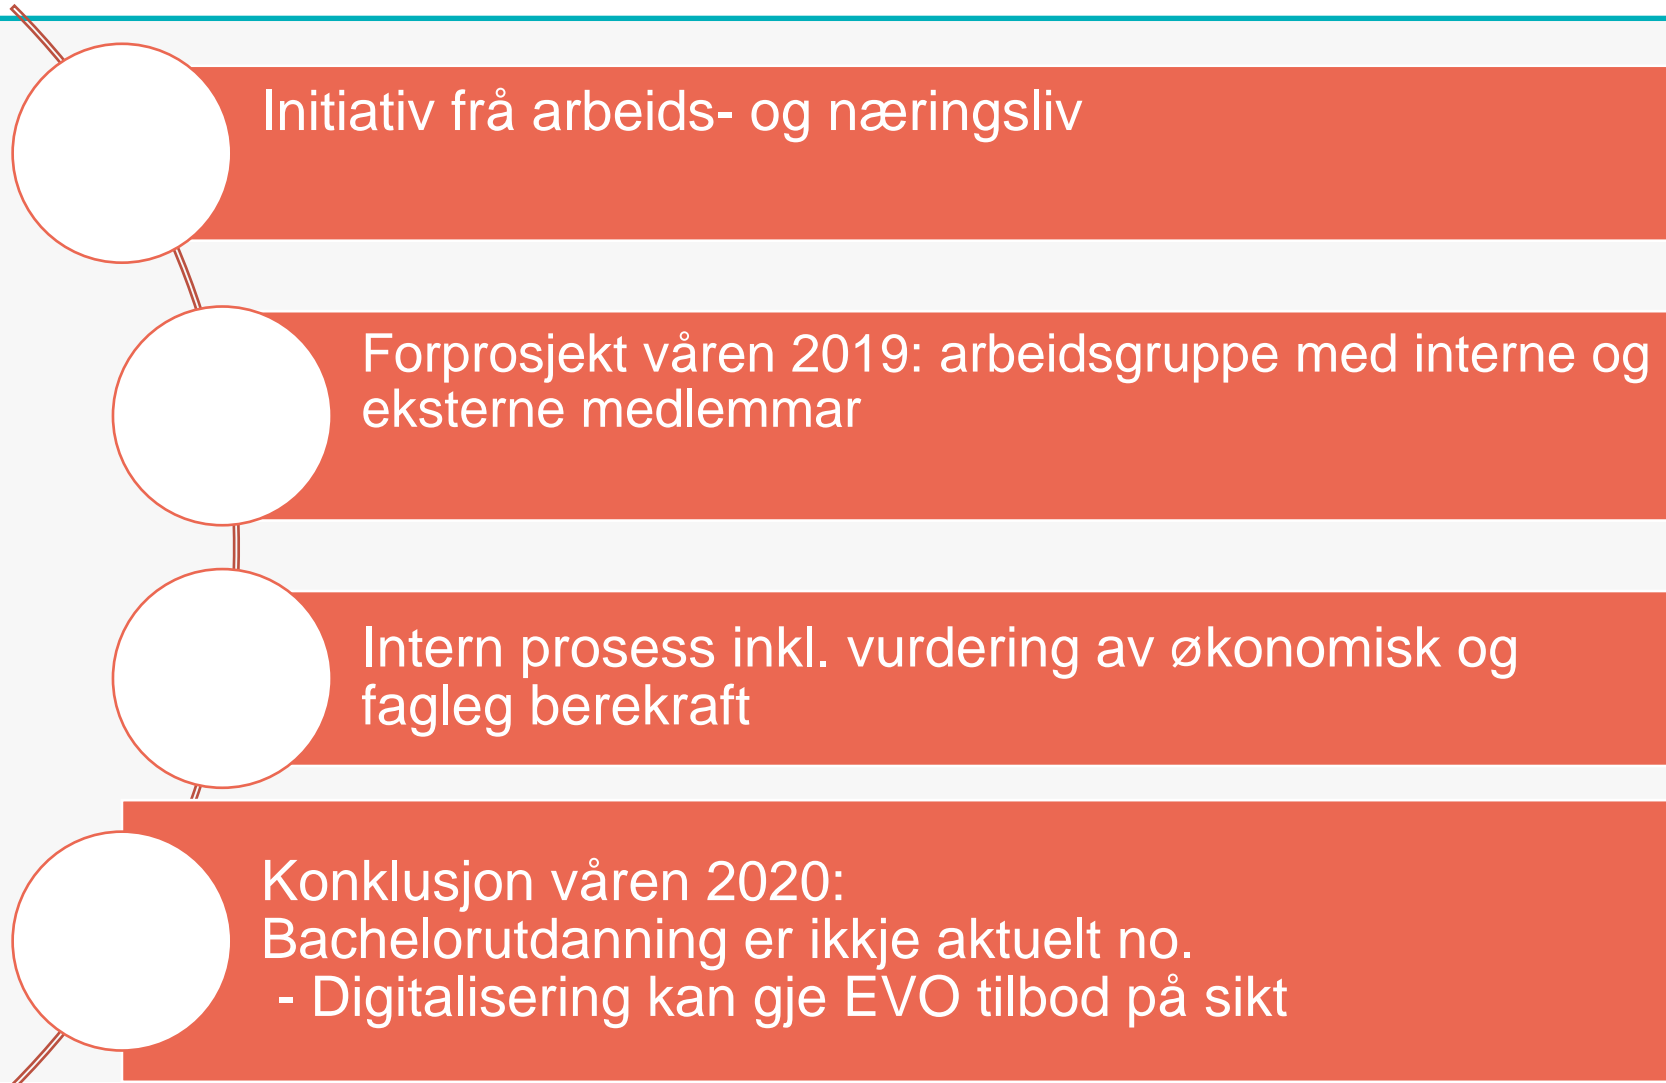 Initiativ frå arbeids- og næringsliv
Forprosjekt våren 2019: arbeidsgruppe med interne og
eksterne medlemmar
Intern prosess inkl. vurdering av økonomisk og
fagleg berekraft
Konklusjon våren 2020:
Bachelorutdanning er ikkje aktuelt no.
- Digitalisering kan gje EVO tilbod på sikt